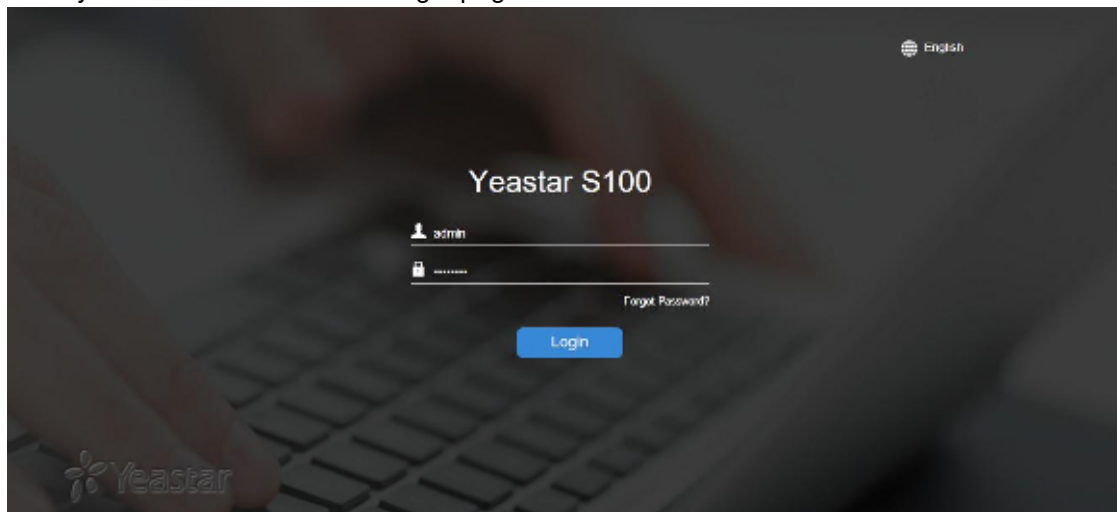 English
Yeastar S100
admin
........
Forgot Password?
Login
Yeastar